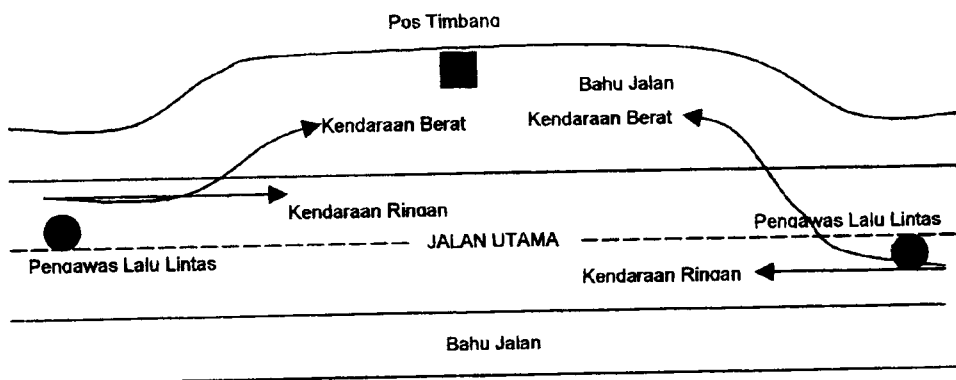 Pos Timbang
Bahu Jalan
Kendaraan Berat
Kendaraan Berat
Kendaraan Ringan
Pengawas Lalu Lintas
JALAN UTAMA
Pengawas Lalu Lintas
Kendaraan Ringan
Bahu Jalan